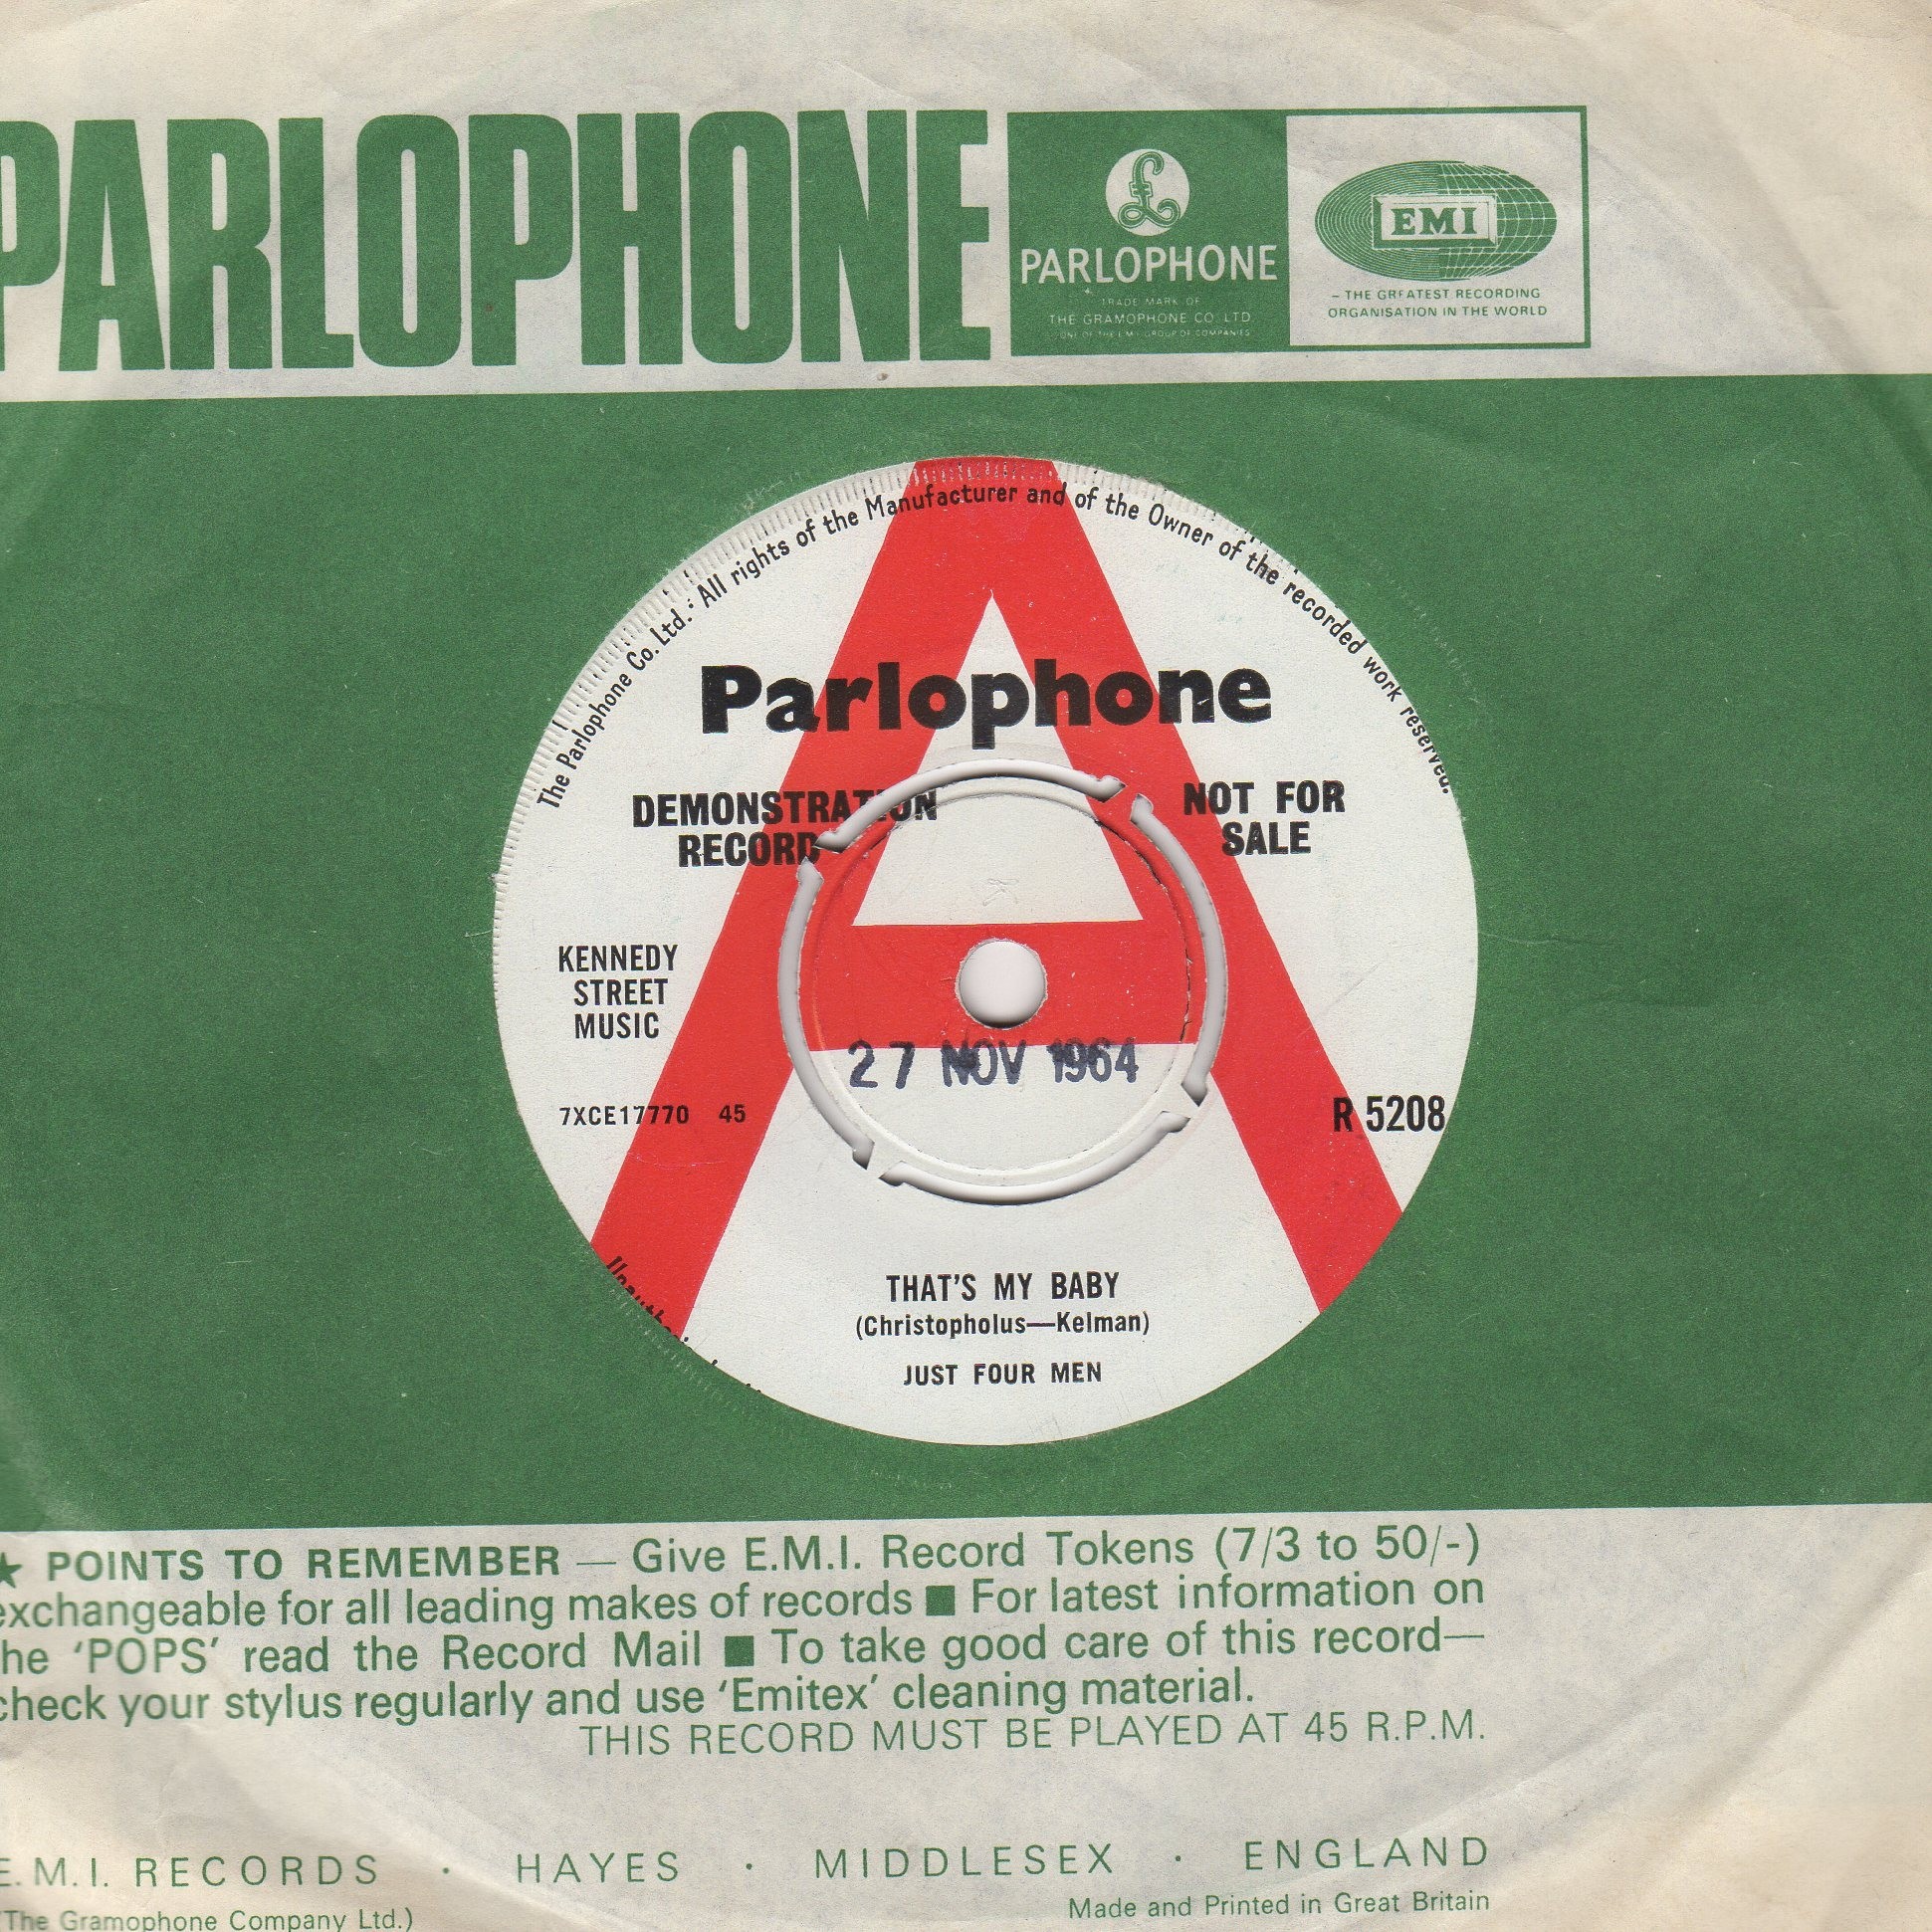 PARLOPHONE
£
PARLOPHONE
TRADE MARK OF
THE GRAMOPHONE CO. LTD.
(ONE OF THE E.M.I. GROUP OF COMPANIES)
EMI
– THE GREATEST RECORDING
ORGANISATION IN THE WORLD
The Parlophone Co. Ltd. : All rights of the Manufacturer and of the Owner of the recorded work reserved.
A
Parlophone
DEMONSTRATION
RECORD
NOT FOR
SALE
KENNEDY
STREET
MUSIC
27 NOV 1964
7XCE17770 45
R 5208
THAT'S MY BABY
(Christopholus—Kelman)
JUST FOUR MEN
★ POINTS TO REMEMBER — Give E.M.I. Record Tokens (7/3 to 50/-)
exchangeable for all leading makes of records ■ For latest information on
the ‘POPS’ read the Record Mail ■ To take good care of this record—
check your stylus regularly and use ‘Emitex’ cleaning material.
THIS RECORD MUST BE PLAYED AT 45 R.P.M.
E.M.I. RECORDS · HAYES · MIDDLESEX · ENGLAND
(The Gramophone Company Ltd.)
Made and Printed in Great Britain